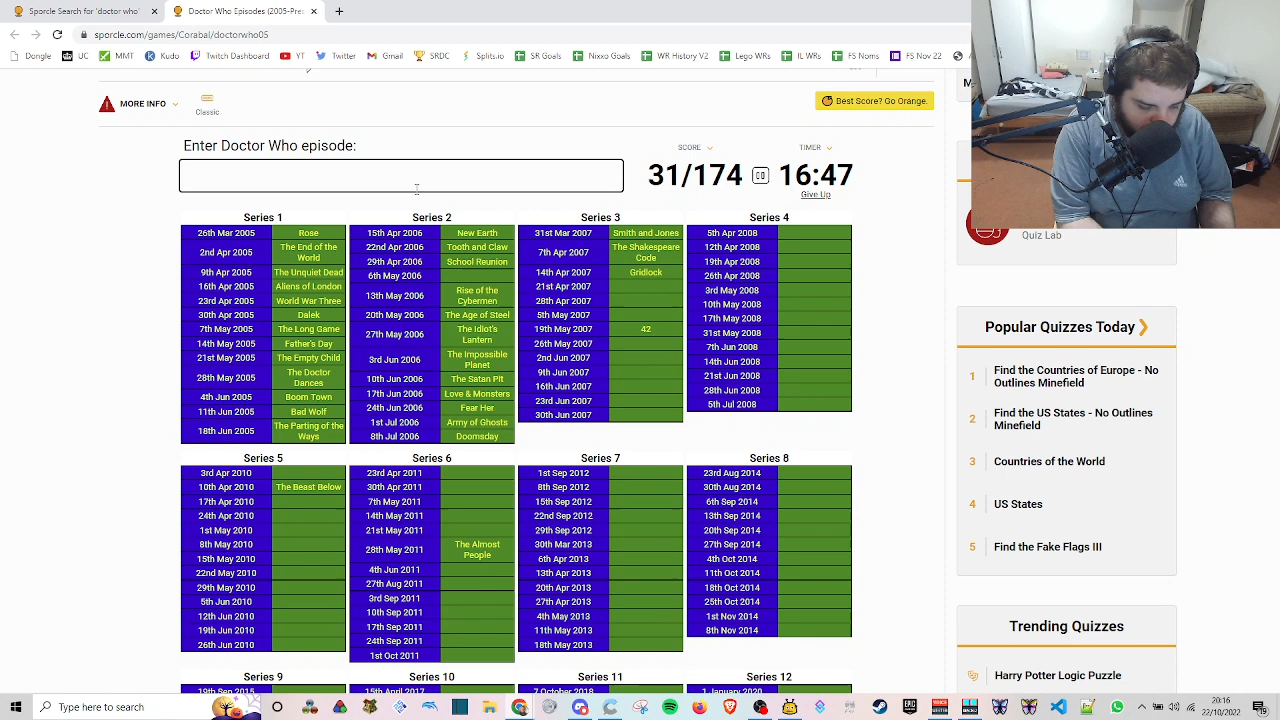 Sporcle Search for 'doctor who'
Doctor Who Episodes (2005-Pres
sporcle.com/games/Corabal/doctorwho05
Dongle UC MMT Kudu Twitch Dashboard YT Twitter Gmail SRDC Splits.io SR Goals Nixxo Goals WR History V2 Lego WRs IL WRs FS Noms FS Nov 22
MORE INFO
Classic
Best Score? Go Orange.
Enter Doctor Who episode:
SCORE
31/174
TIMER
16:47
Give Up
Series 1
26th Mar 2005 Rose
2nd Apr 2005 The End of the World
9th Apr 2005 The Unquiet Dead
16th Apr 2005 Aliens of London
23rd Apr 2005 World War Three
30th Apr 2005 Dalek
7th May 2005 The Long Game
14th May 2005 Father's Day
21st May 2005 The Empty Child
28th May 2005 The Doctor Dances
4th Jun 2005 Boom Town
11th Jun 2005 Bad Wolf
18th Jun 2005 The Parting of the Ways
Series 2
15th Apr 2006 New Earth
22nd Apr 2006 Tooth and Claw
29th Apr 2006 School Reunion
6th May 2006
13th May 2006 Rise of the Cybermen
20th May 2006 The Age of Steel
27th May 2006 The Idiot's Lantern
3rd Jun 2006 The Impossible Planet
10th Jun 2006 The Satan Pit
17th Jun 2006 Love & Monsters
24th Jun 2006 Fear Her
1st Jul 2006 Army of Ghosts
8th Jul 2006 Doomsday
Series 3
31st Mar 2007 Smith and Jones
7th Apr 2007 The Shakespeare Code
14th Apr 2007 Gridlock
21st Apr 2007
28th Apr 2007
5th May 2007
19th May 2007 42
26th May 2007
2nd Jun 2007
9th Jun 2007
16th Jun 2007
23rd Jun 2007
30th Jun 2007
Series 4
5th Apr 2008
12th Apr 2008
19th Apr 2008
26th Apr 2008
3rd May 2008
10th May 2008
17th May 2008
31st May 2008
7th Jun 2008
14th Jun 2008
21st Jun 2008
28th Jun 2008
5th Jul 2008
Series 5
3rd Apr 2010
10th Apr 2010 The Beast Below
17th Apr 2010
24th Apr 2010
1st May 2010
8th May 2010
15th May 2010
22nd May 2010
29th May 2010
5th Jun 2010
12th Jun 2010
19th Jun 2010
26th Jun 2010
Series 6
23rd Apr 2011
30th Apr 2011
7th May 2011
14th May 2011
21st May 2011
28th May 2011 The Almost People
4th Jun 2011
27th Aug 2011
3rd Sep 2011
10th Sep 2011
17th Sep 2011
24th Sep 2011
1st Oct 2011
Series 7
1st Sep 2012
8th Sep 2012
15th Sep 2012
22nd Sep 2012
29th Sep 2012
30th Mar 2013
6th Apr 2013
13th Apr 2013
20th Apr 2013
27th Apr 2013
4th May 2013
11th May 2013
18th May 2013
Series 8
23rd Aug 2014
30th Aug 2014
6th Sep 2014
13th Sep 2014
20th Sep 2014
27th Sep 2014
4th Oct 2014
11th Oct 2014
18th Oct 2014
25th Oct 2014
1st Nov 2014
8th Nov 2014
Series 9
19th Sep 2015
Series 10
15th April 2017
Series 11
7 October 2018
Series 12
1 January 2020
M
Quiz Lab
Popular Quizzes Today
1 Find the Countries of Europe - No Outlines Minefield
2 Find the US States - No Outlines Minefield
3 Countries of the World
4 US States
5 Find the Fake Flags III
Trending Quizzes
Harry Potter Logic Puzzle
Type here to search
20:16
22/10/2022